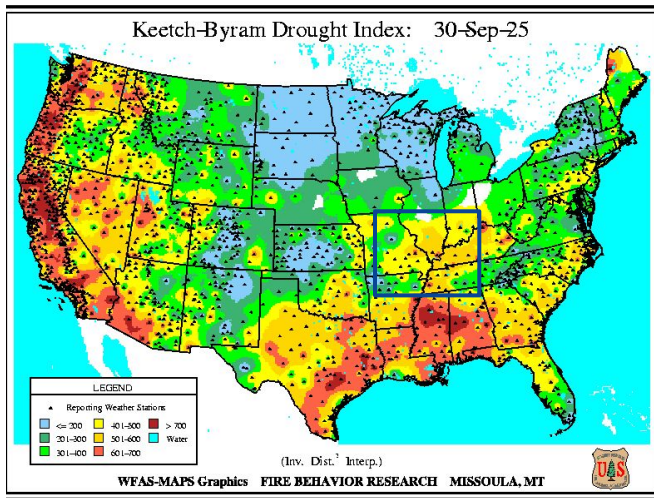 Keetch-Byram Drought Index: 30-Sep-25
LEGEND
Reporting Weather Stations
<= 200 401-500 > 700
201-300 501-600 Water
301-400 601-700
(Inv. Dist.² Interp.)
WFAS-MAPS Graphics FIRE BEHAVIOR RESEARCH MISSOULA, MT
U S